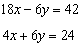 18x − 6y = 42
4x + 6y = 24